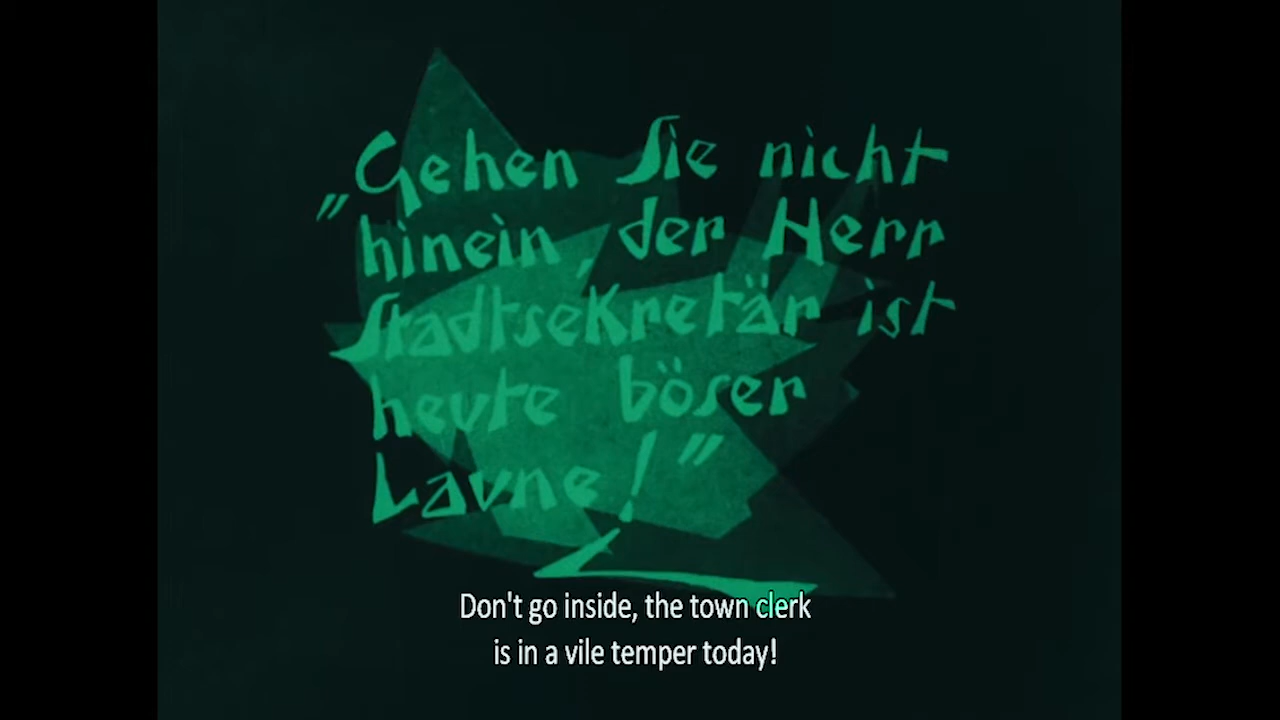 „Gehen Sie nicht
hinein, der Herr
Stadtsekretär ist
heute böser
Laune!"
Don't go inside, the town clerk
is in a vile temper today!